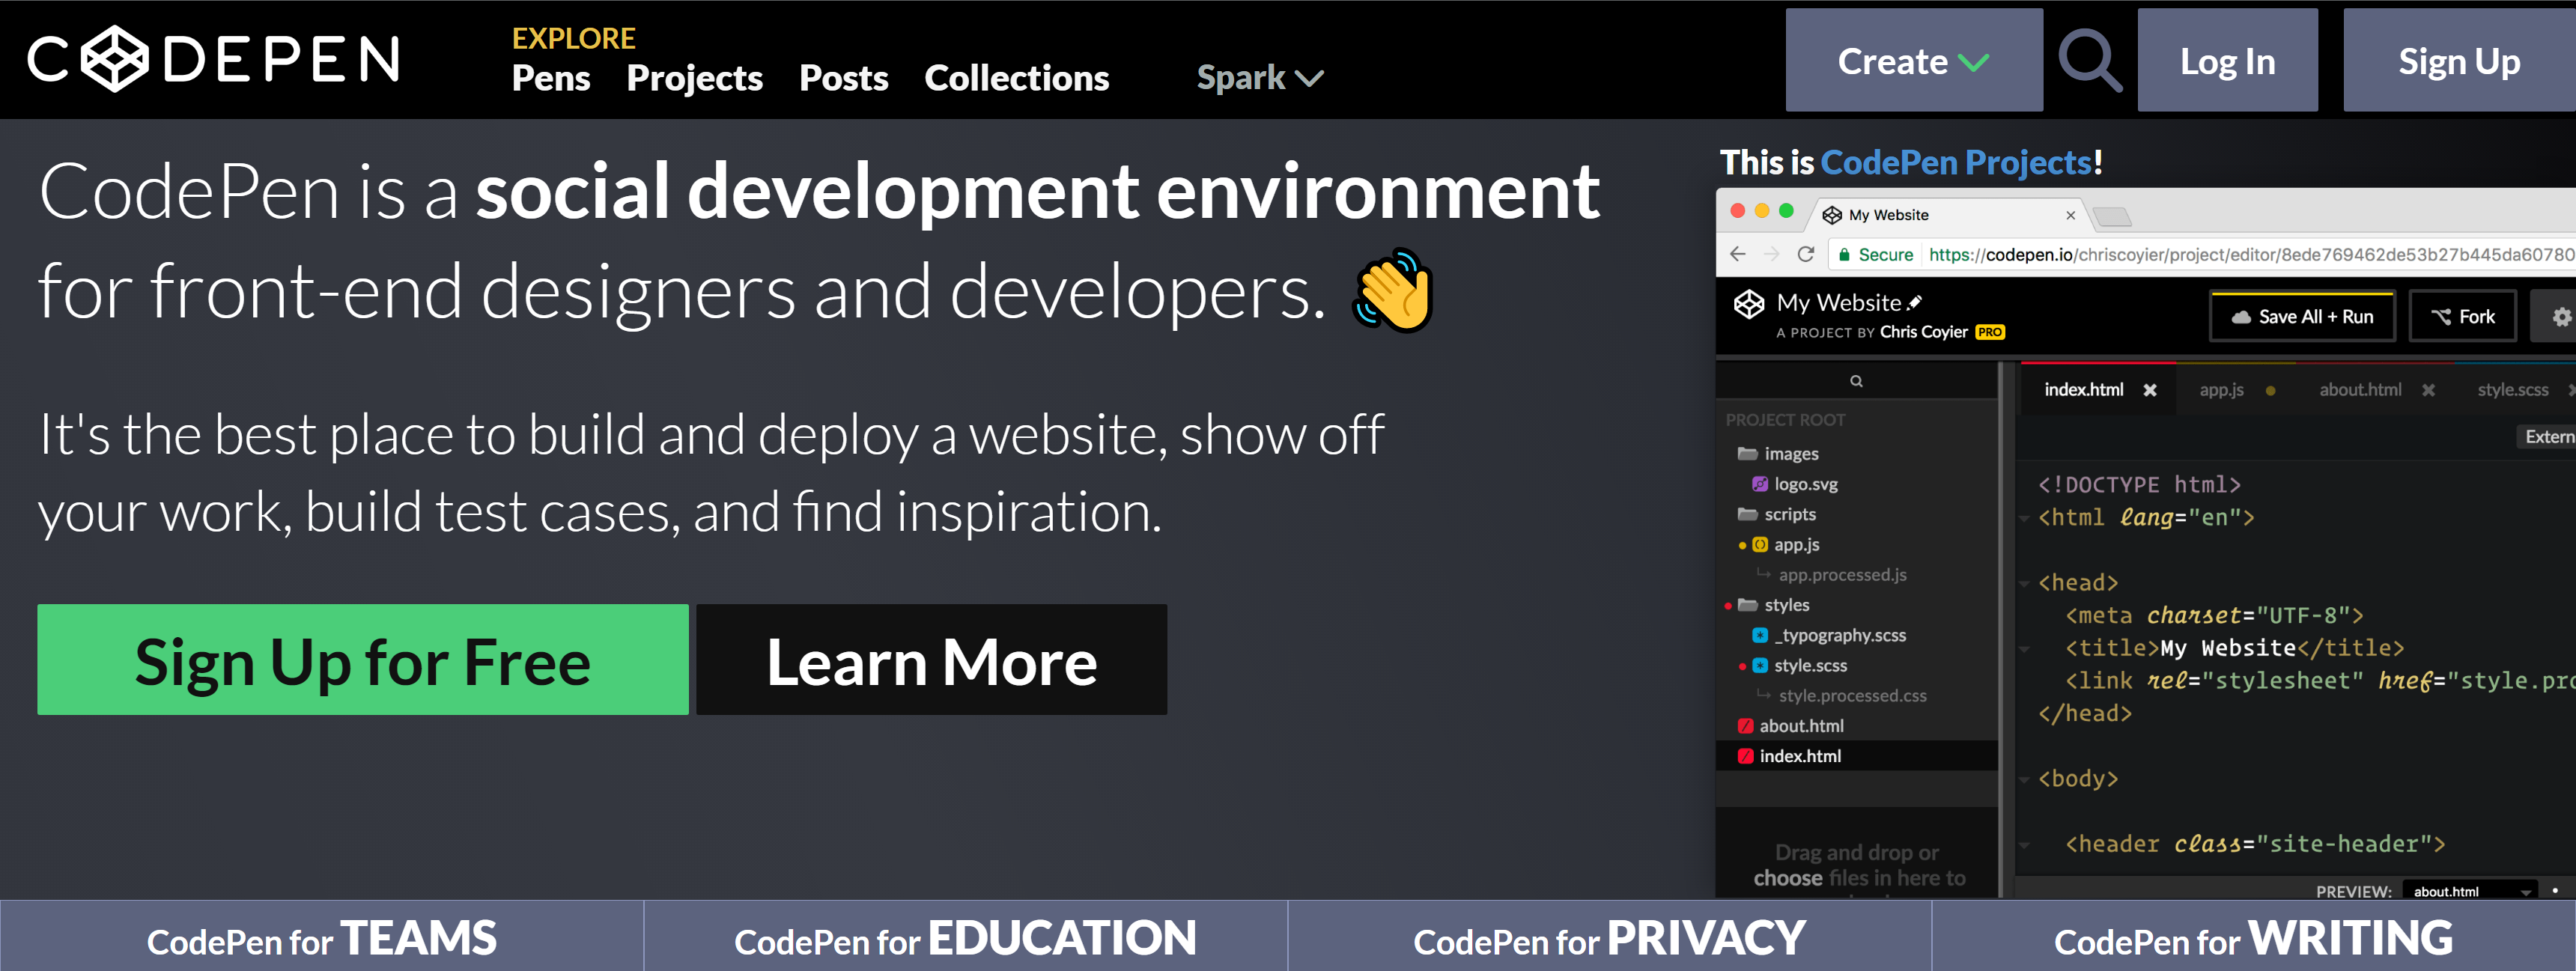 CODEPEN
EXPLORE
Pens Projects Posts Collections Spark
Create Log In Sign Up
CodePen is a social development environment
for front-end designers and developers. 👋
It's the best place to build and deploy a website, show off
your work, build test cases, and find inspiration.
Sign Up for Free Learn More
This is CodePen Projects!
My Website
Secure https://codepen.io/chriscoyier/project/editor/8ede769462de53b27b445da60780
My Website
A PROJECT BY Chris Coyier PRO
Save All + Run Fork
index.html app.js about.html style.scss
Extern
PROJECT ROOT
images
logo.svg
scripts
app.js
app.processed.js
styles
_typography.scss
style.scss
style.processed.css
about.html
index.html
Drag and drop or
choose files in here to
<!DOCTYPE html>
<html lang="en">
<head>
<meta charset="UTF-8">
<title>My Website</title>
<link rel="stylesheet" href="style.pro
</head>
<body>
<header class="site-header">
PREVIEW: about.html
CodePen for TEAMS
CodePen for EDUCATION
CodePen for PRIVACY
CodePen for WRITING